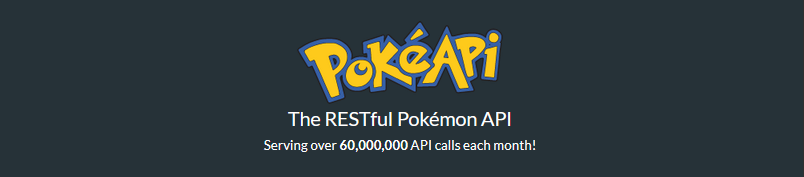 PokéAPi
The RESTful Pokémon API
Serving over 60,000,000 API calls each month!